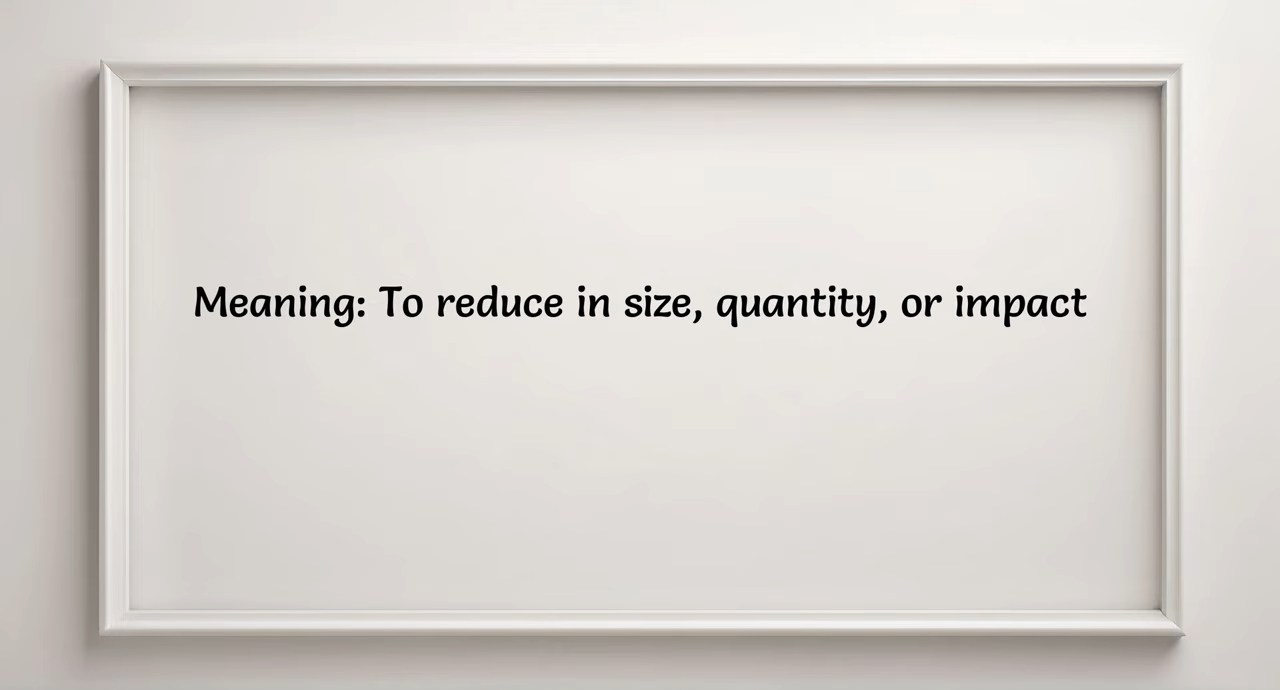 Meaning: To reduce in size, quantity, or impact